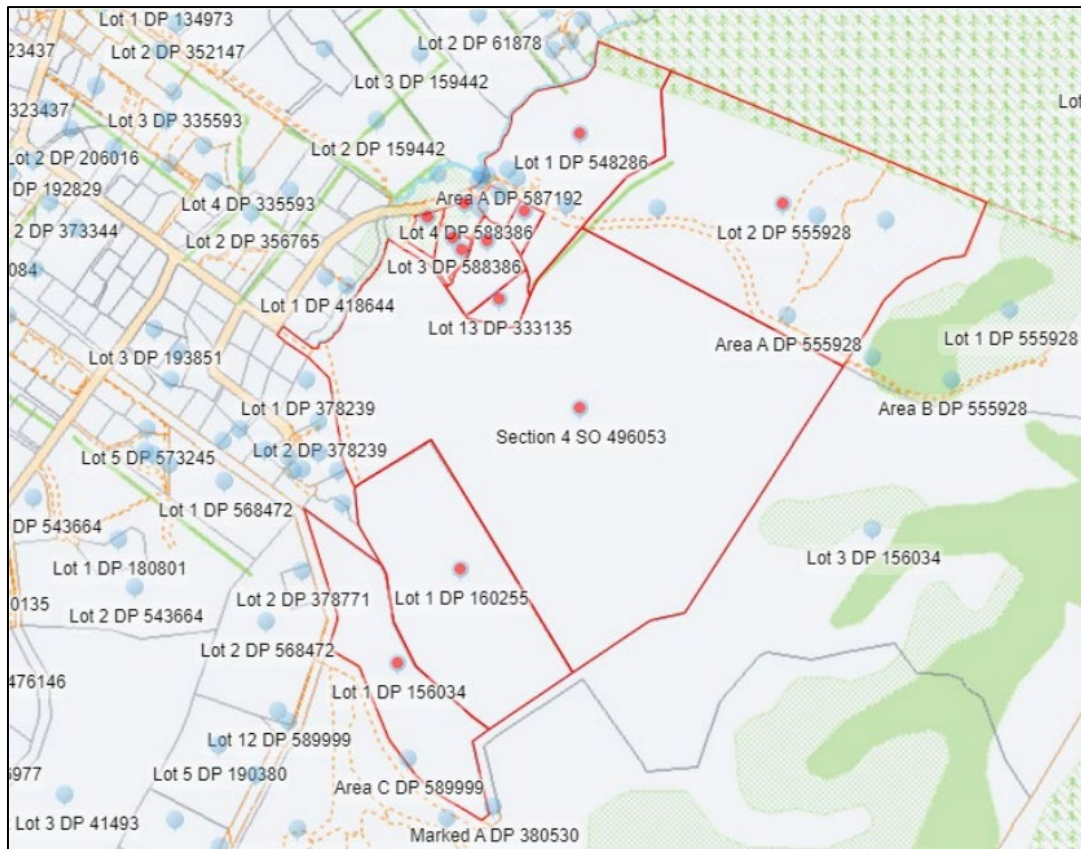 Lot 1 DP 134973
23437
Lot 2 DP 352147
Lot 2 DP 61878
Lot 3 DP 159442
Lot
323437
Lot 3 DP 335593
Lot 2 DP 159442
Lot 2 DP 206016
Lot 1 DP 548286
DP 192829
Area A DP 587192
Lot 4 DP 335593
Lot 2 DP 373344
Lot 4 DP 588386
Lot 2 DP 555928
Lot 2 DP 356765
Lot 3 DP 588386
084
Lot 1 DP 418644
Lot 13 DP 333135
Lot 1 DP 555928
Area A DP 555928
Lot 3 DP 193851
Lot 1 DP 378239
Area B DP 555928
Section 4 SO 496053
Lot 5 DP 573245
Lot 2 DP 378239
Lot 1 DP 568472
DP 543664
Lot 3 DP 156034
Lot 1 DP 180801
0135
Lot 2 DP 378771
Lot 1 DP 160255
Lot 2 DP 543664
Lot 2 DP 568472
476146
Lot 1 DP 156034
Lot 12 DP 589999
6977
Lot 5 DP 190380
Area C DP 589999
Lot 3 DP 41493
Marked A DP 380530